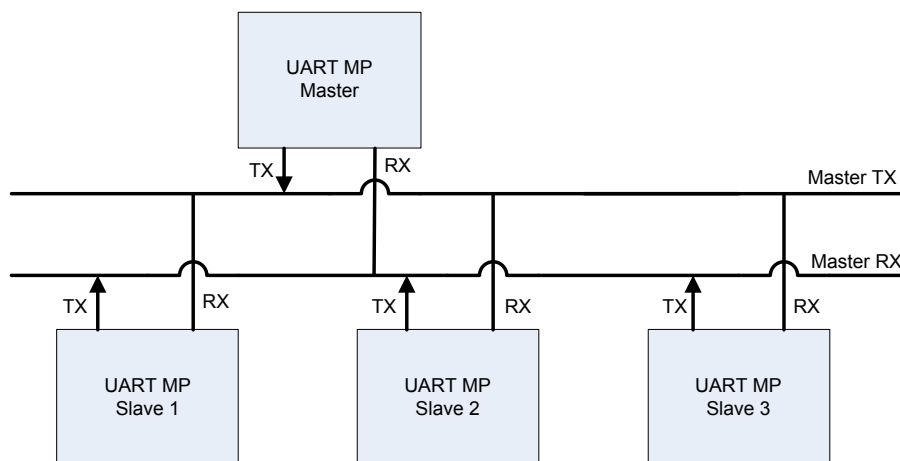 UART MP
Master
TX
RX
Master TX
Master RX
TX
RX
TX
RX
TX
RX
UART MP
Slave 1
UART MP
Slave 2
UART MP
Slave 3